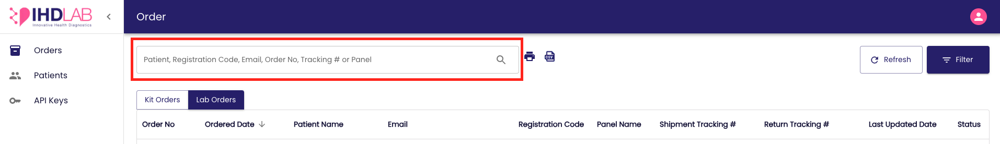 IHDLAB
Innovative Health Diagnostics
Order
Orders
Patients
API Keys
Patient, Registration Code, Email, Order No, Tracking # or Panel
CSV
Refresh
Filter
Kit Orders
Lab Orders
Order No
Ordered Date
Patient Name
Email
Registration Code
Panel Name
Shipment Tracking #
Return Tracking #
Last Updated Date
Status